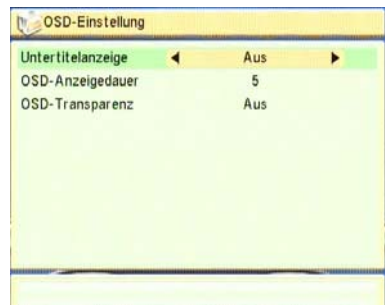 OSD-Einstellung
Untertitelanzeige Aus
OSD-Anzeigedauer 5
OSD-Transparenz Aus